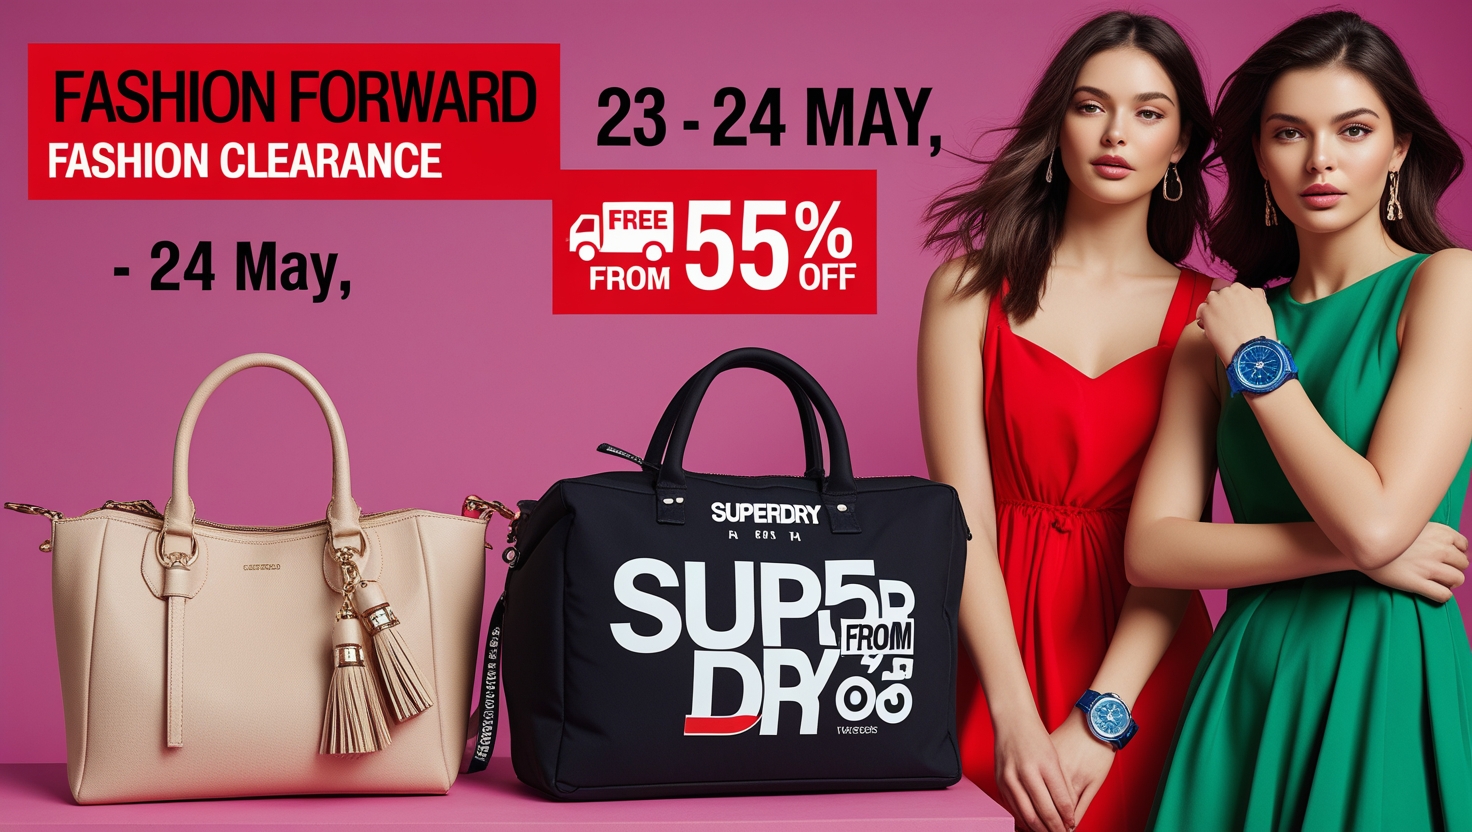 FASHION FORWARD
FASHION CLEARANCE
23 - 24 MAY,
- 24 May,
FREE
FROM 55% OFF
SUPERDRY
SUP
FROM
DRY